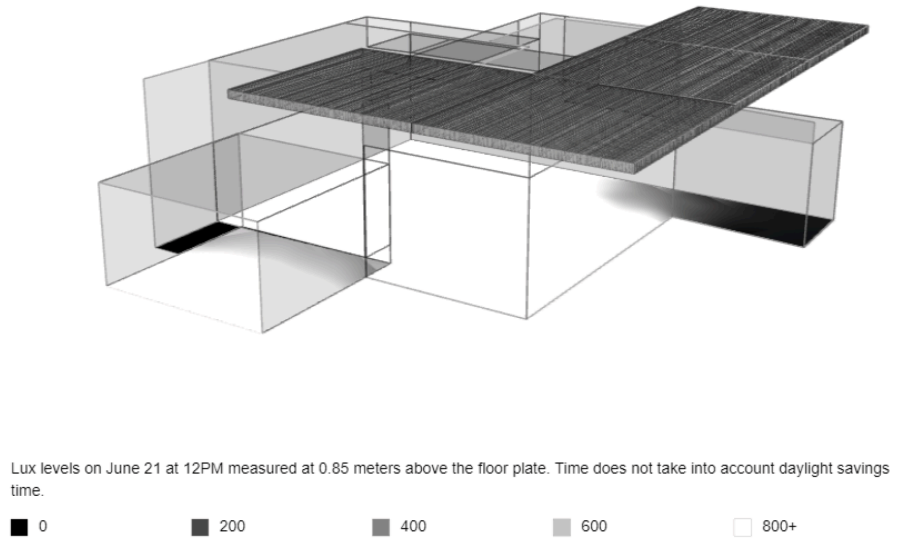 Lux levels on June 21 at 12PM measured at 0.85 meters above the floor plate. Time does not take into account daylight savings
time.
0 200 400 600 800+